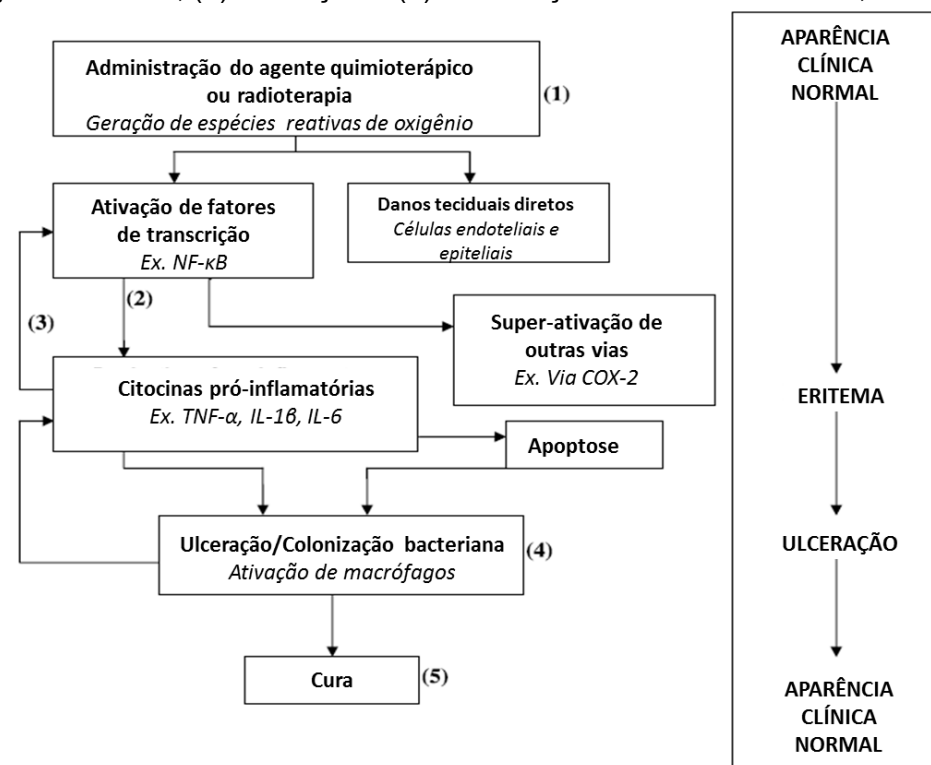 Administração do agente quimioterápico
ou radioterapia
Geração de espécies reativas de oxigênio
(1)
Ativação de fatores
de transcrição
Ex. NF-κB
Danos teciduais diretos
Células endoteliais e
epiteliais
(2)
(3)
Super-ativação de
outras vias
Ex. Via COX-2
Citocinas pró-inflamatórias
Ex. TNF-α, IL-1β, IL-6
Apoptose
Ulceração/Colonização bacteriana
Ativação de macrófagos
(4)
Cura
(5)
APARÊNCIA
CLÍNICA
NORMAL
ERITEMA
ULCERAÇÃO
APARÊNCIA
CLÍNICA
NORMAL